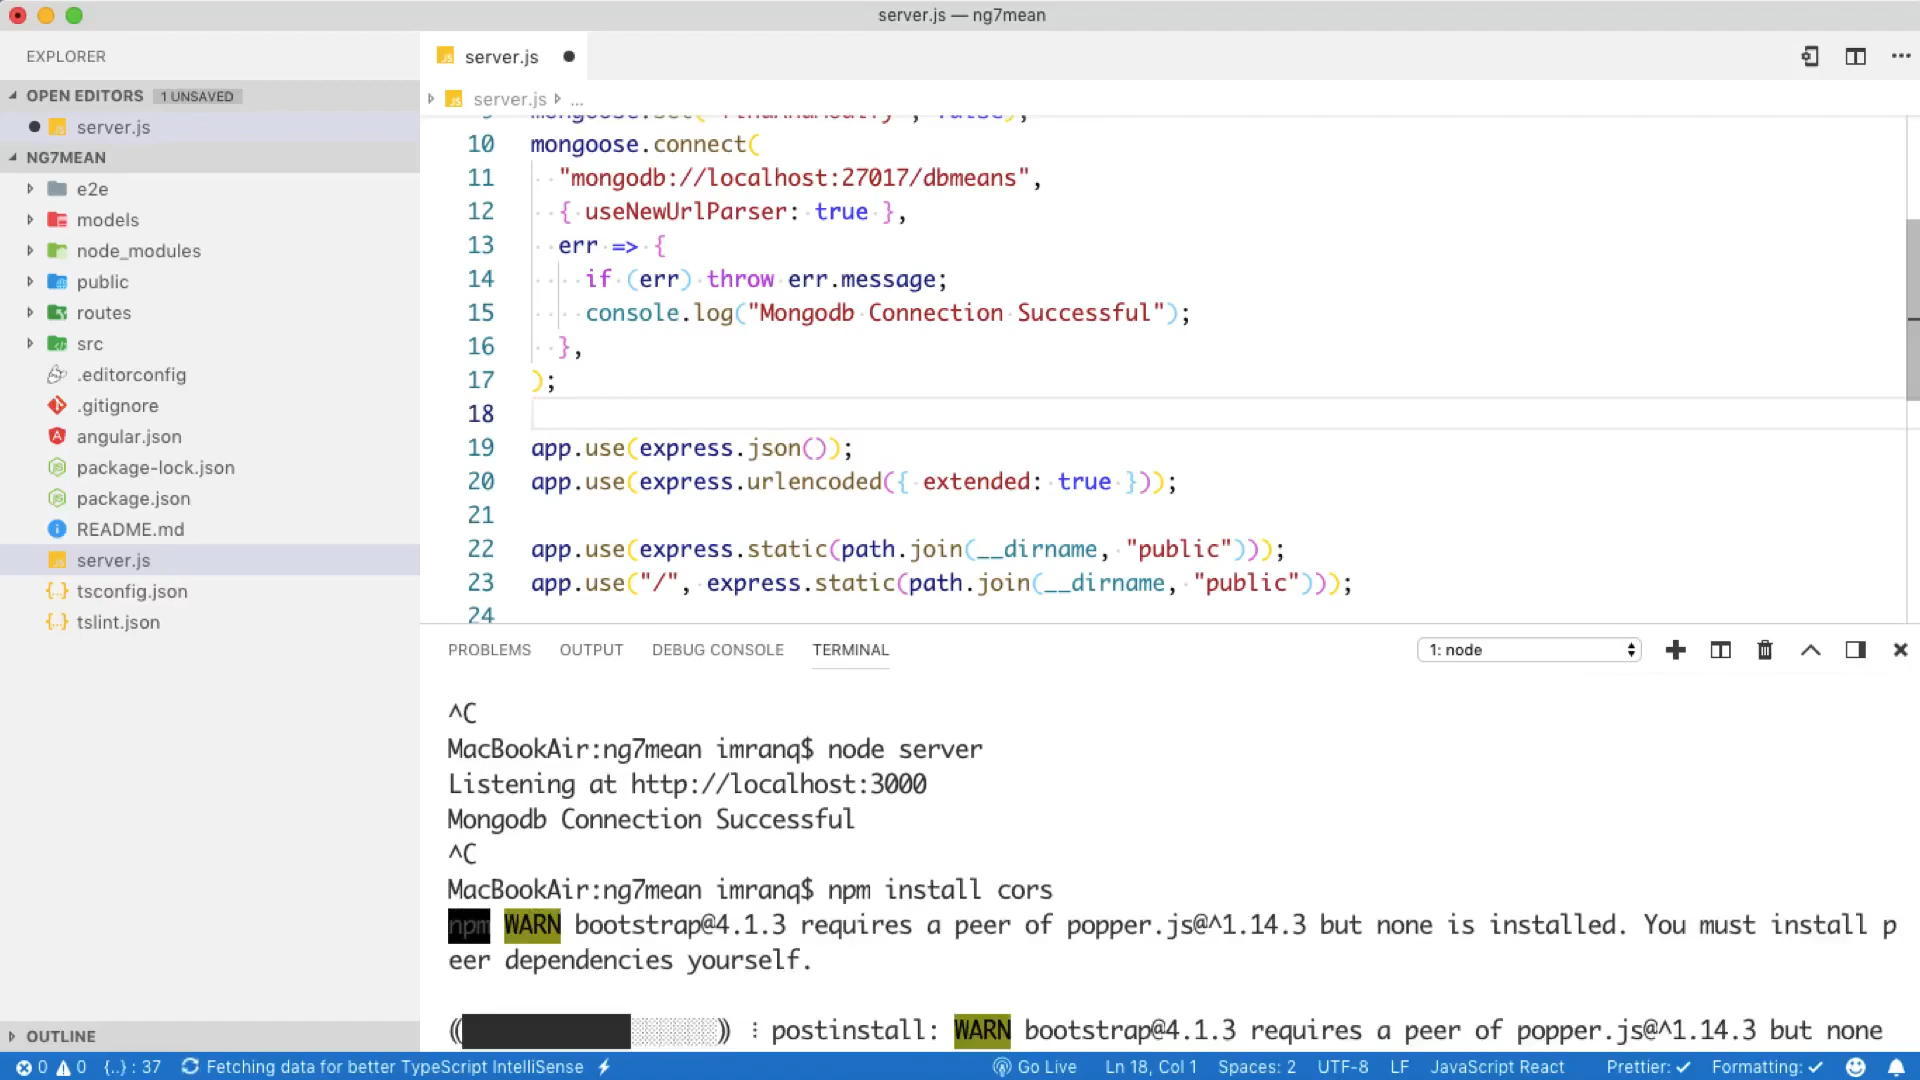 server.js — ng7mean
EXPLORER
OPEN EDITORS 1 UNSAVED
server.js
NG7MEAN
e2e
models
node_modules
public
routes
src
.editorconfig
.gitignore
angular.json
package-lock.json
package.json
README.md
server.js
tsconfig.json
tslint.json
OUTLINE
server.js
server.js ...
10 mongoose.connect(
11 "mongodb://localhost:27017/dbmeans",
12 { useNewUrlParser: true },
13 err => {
14 if (err) throw err.message;
15 console.log("Mongodb Connection Successful");
16 },
17 );
18
19 app.use(express.json());
20 app.use(express.urlencoded({ extended: true }));
21
22 app.use(express.static(path.join(__dirname, "public")));
23 app.use("/", express.static(path.join(__dirname, "public")));
24
PROBLEMS OUTPUT DEBUG CONSOLE TERMINAL 1: node
^C
MacBookAir:ng7mean imranq$ node server
Listening at http://localhost:3000
Mongodb Connection Successful
^C
MacBookAir:ng7mean imranq$ npm install cors
npm WARN bootstrap@4.1.3 requires a peer of popper.js@^1.14.3 but none is installed. You must install p
eer dependencies yourself.
postinstall: WARN bootstrap@4.1.3 requires a peer of popper.js@^1.14.3 but none
0 0 {..} : 37 Fetching data for better TypeScript IntelliSense Go Live Ln 18, Col 1 Spaces: 2 UTF-8 LF JavaScript React Prettier: ✓ Formatting: ✓